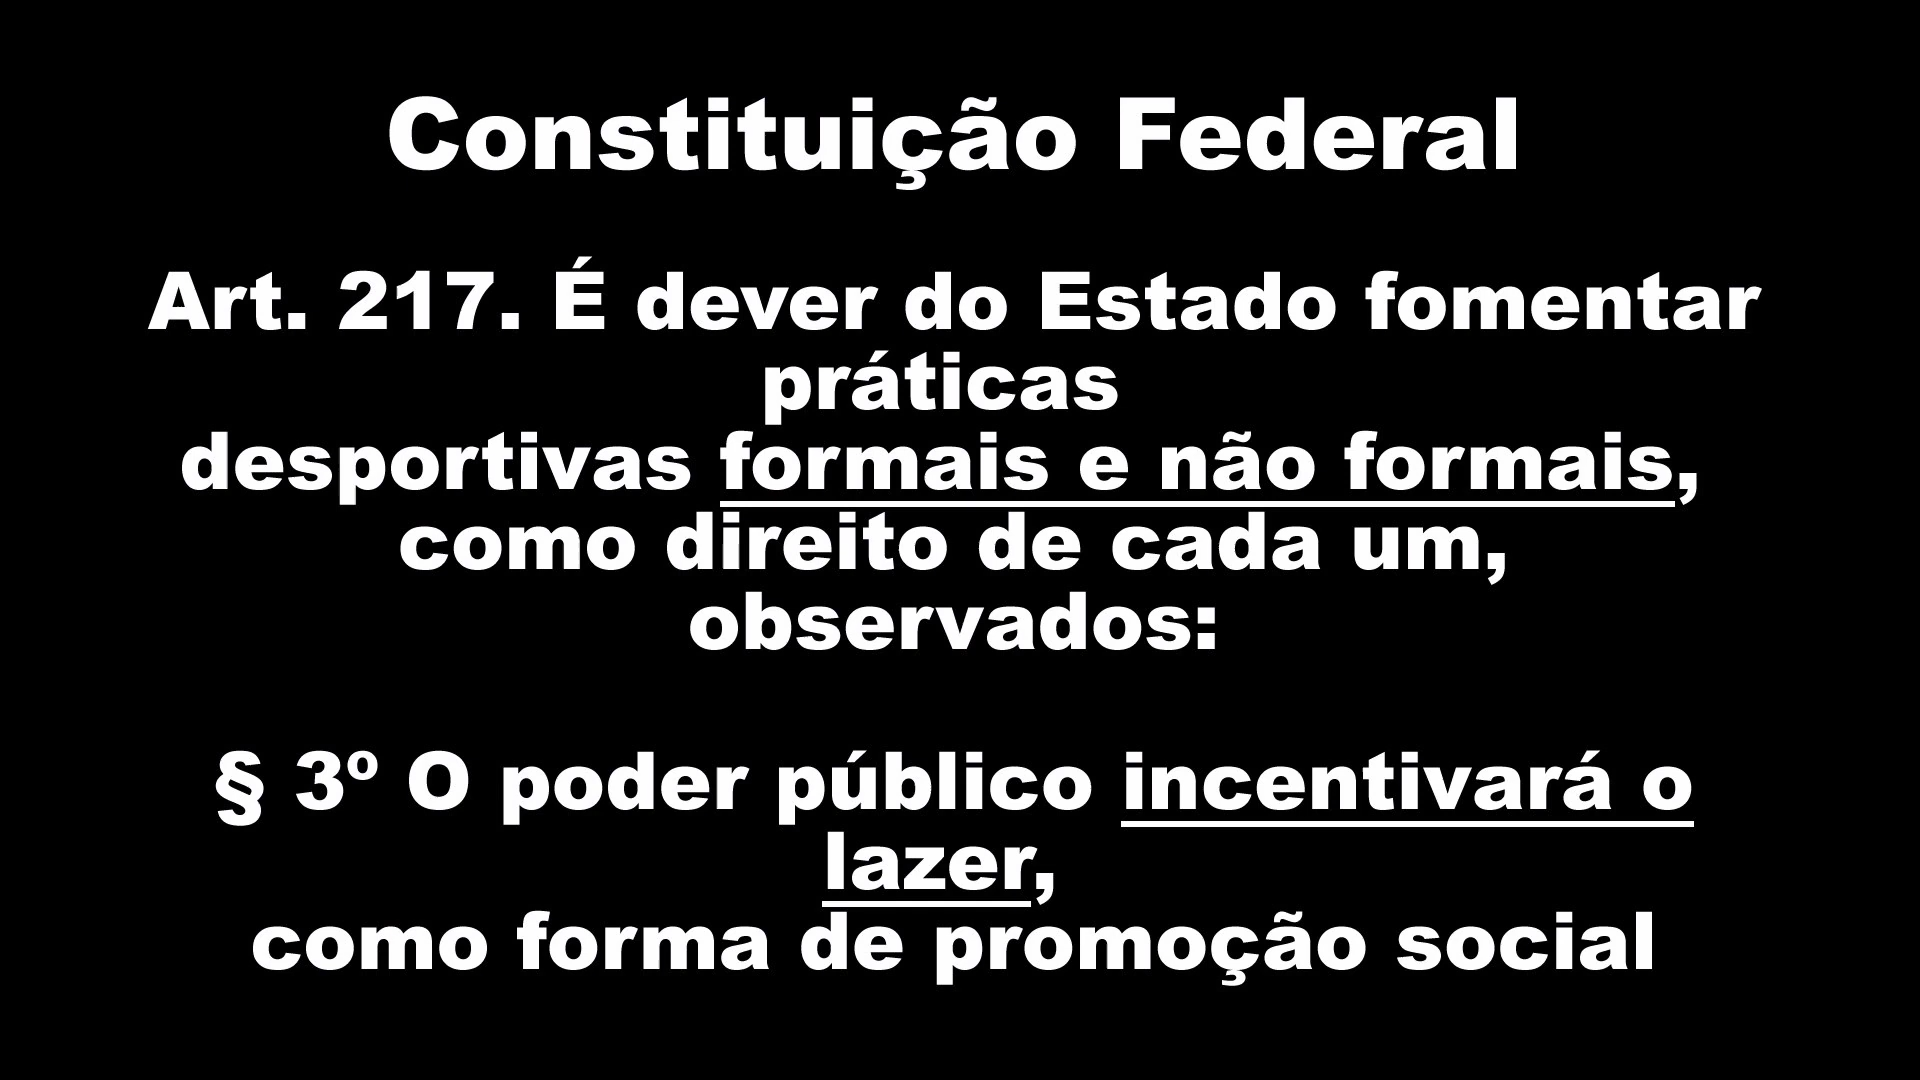 Constituição Federal
Art. 217. É dever do Estado fomentar
práticas
desportivas formais e não formais,
como direito de cada um,
observados:
§ 3º O poder público incentivará o
lazer,
como forma de promoção social